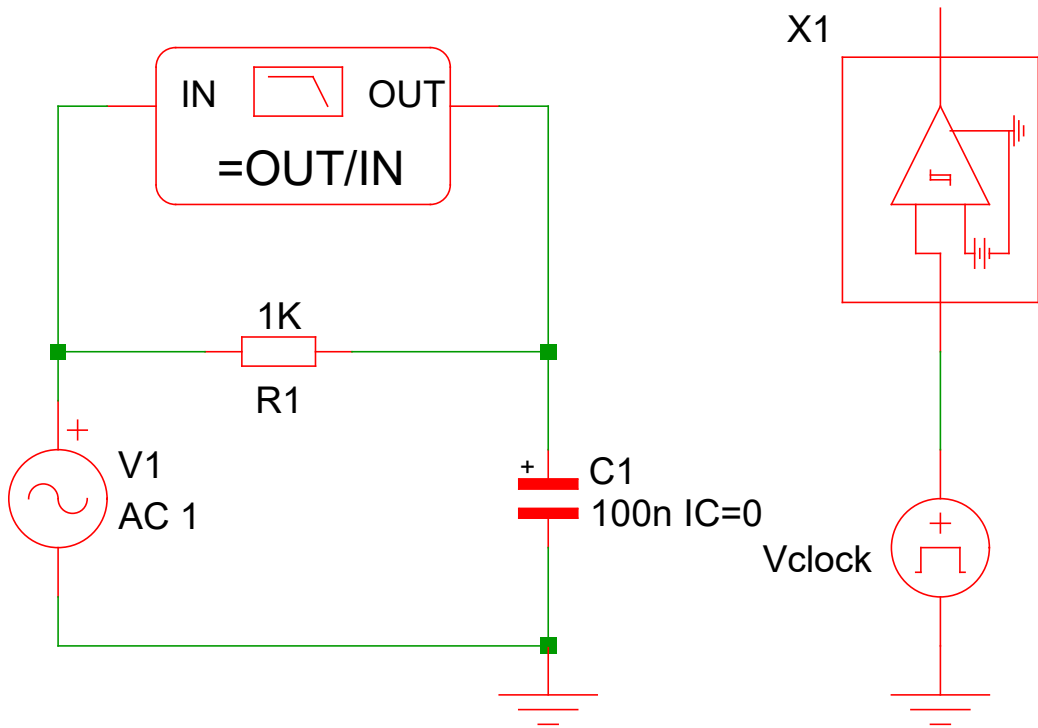 X1
IN OUT
=OUT/IN
1K
R1
+
V1
AC 1
+
C1
100n IC=0
+
Vclock